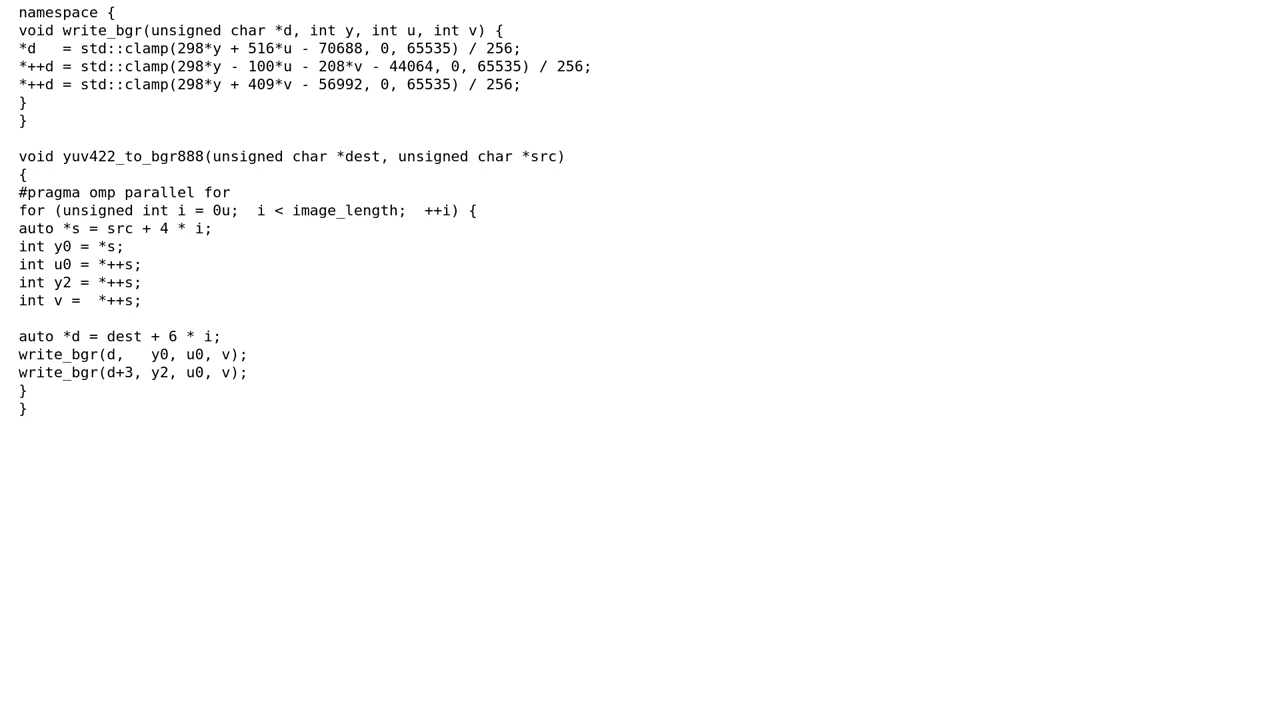 namespace {
void write_bgr(unsigned char *d, int y, int u, int v) {
*d   = std::clamp(298*y + 516*u - 70688, 0, 65535) / 256;
*++d = std::clamp(298*y - 100*u - 208*v - 44064, 0, 65535) / 256;
*++d = std::clamp(298*y + 409*v - 56992, 0, 65535) / 256;
}
}

void yuv422_to_bgr888(unsigned char *dest, unsigned char *src)
{
#pragma omp parallel for
for (unsigned int i = 0u;  i < image_length;  ++i) {
auto *s = src + 4 * i;
int y0 = *s;
int u0 = *++s;
int y2 = *++s;
int v =  *++s;

auto *d = dest + 6 * i;
write_bgr(d,   y0, u0, v);
write_bgr(d+3, y2, u0, v);
}
}